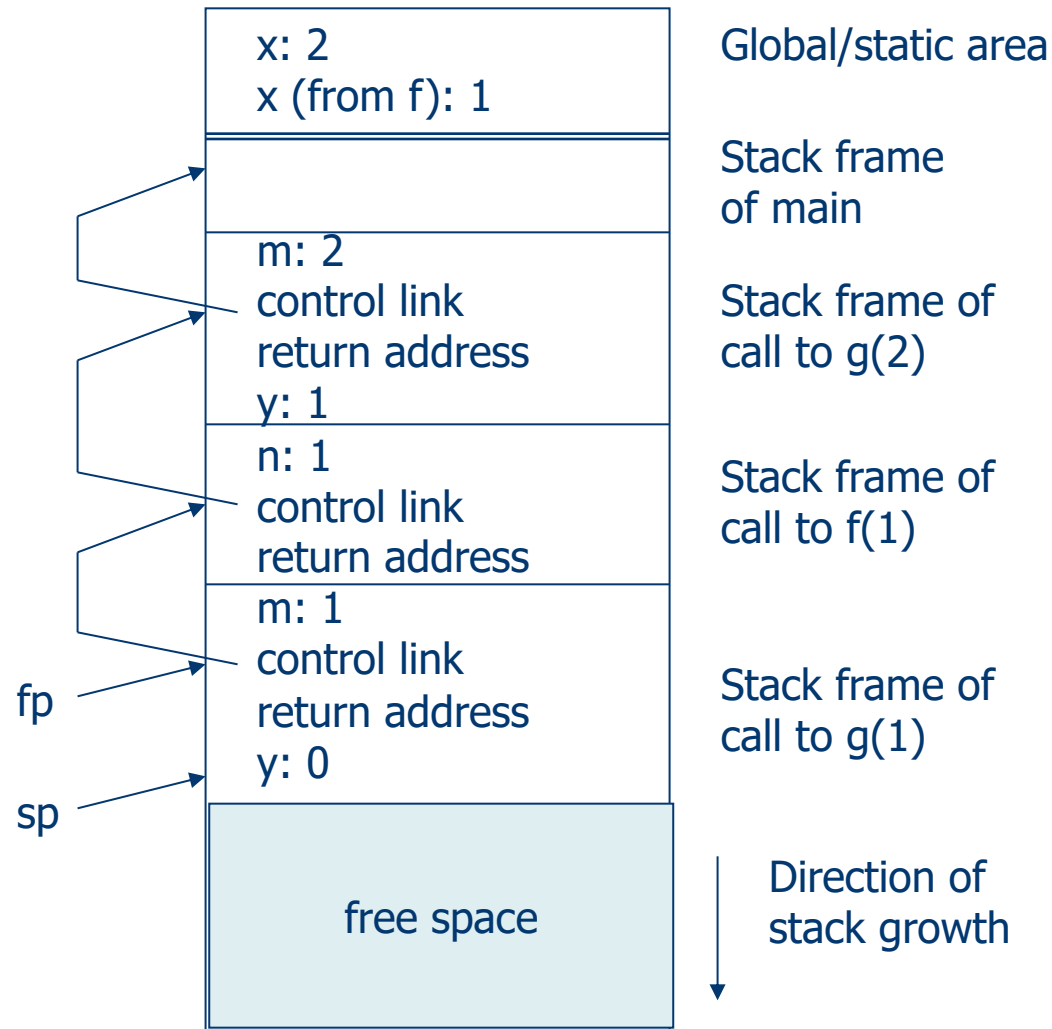 x: 2
x (from f): 1
Global/static area
Stack frame
of main
m: 2
control link
return address
y: 1
Stack frame of
call to g(2)
n: 1
control link
return address
Stack frame of
call to f(1)
m: 1
control link
return address
y: 0
Stack frame of
call to g(1)
fp
sp
free space
Direction of
stack growth